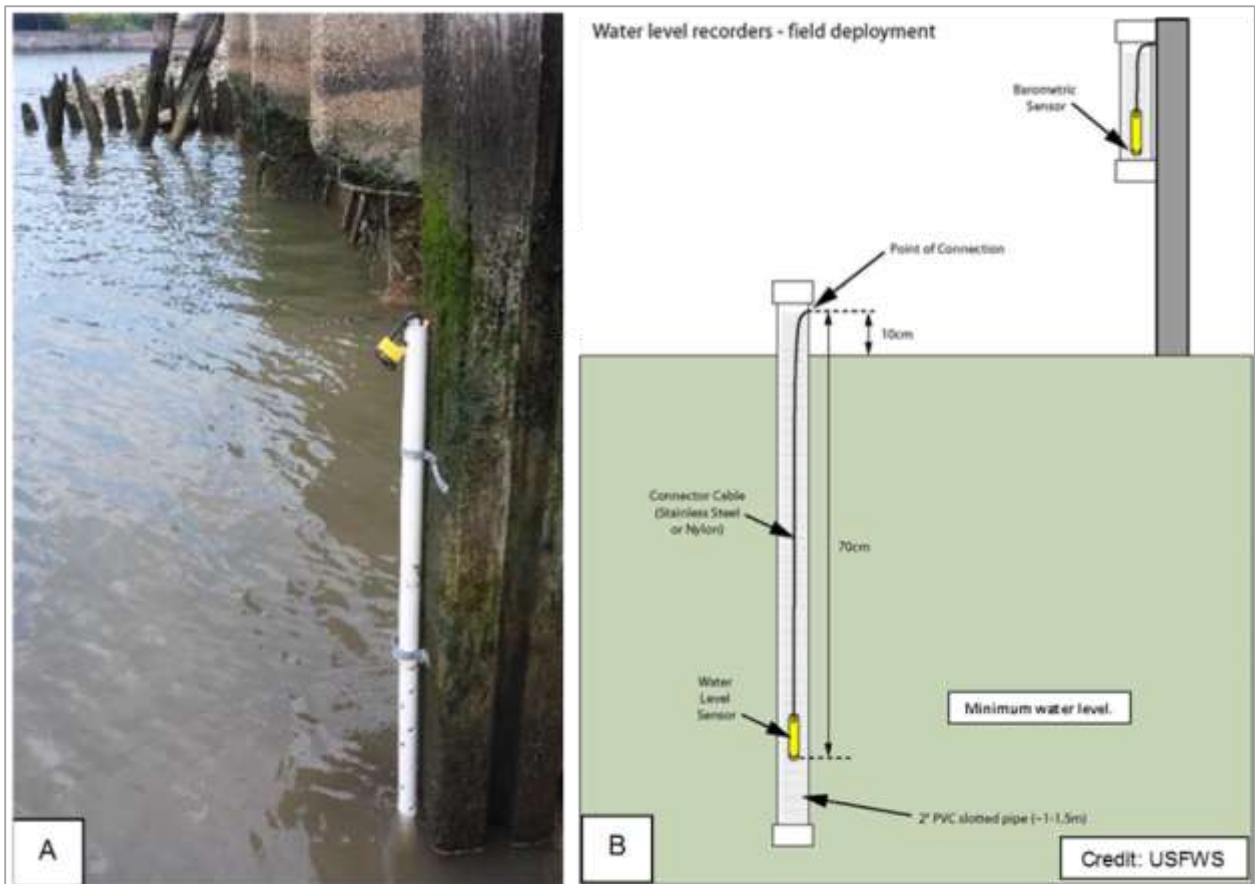 Water level recorders - field deployment
Barometric
Sensor
Point of Connection
10cm
Connector Cable
(Stainless Steel
or Nylon)
70cm
Water
Level
Sensor
Minimum water level.
2" PVC slotted pipe (~1-1.5m)
A
B
Credit: USFWS